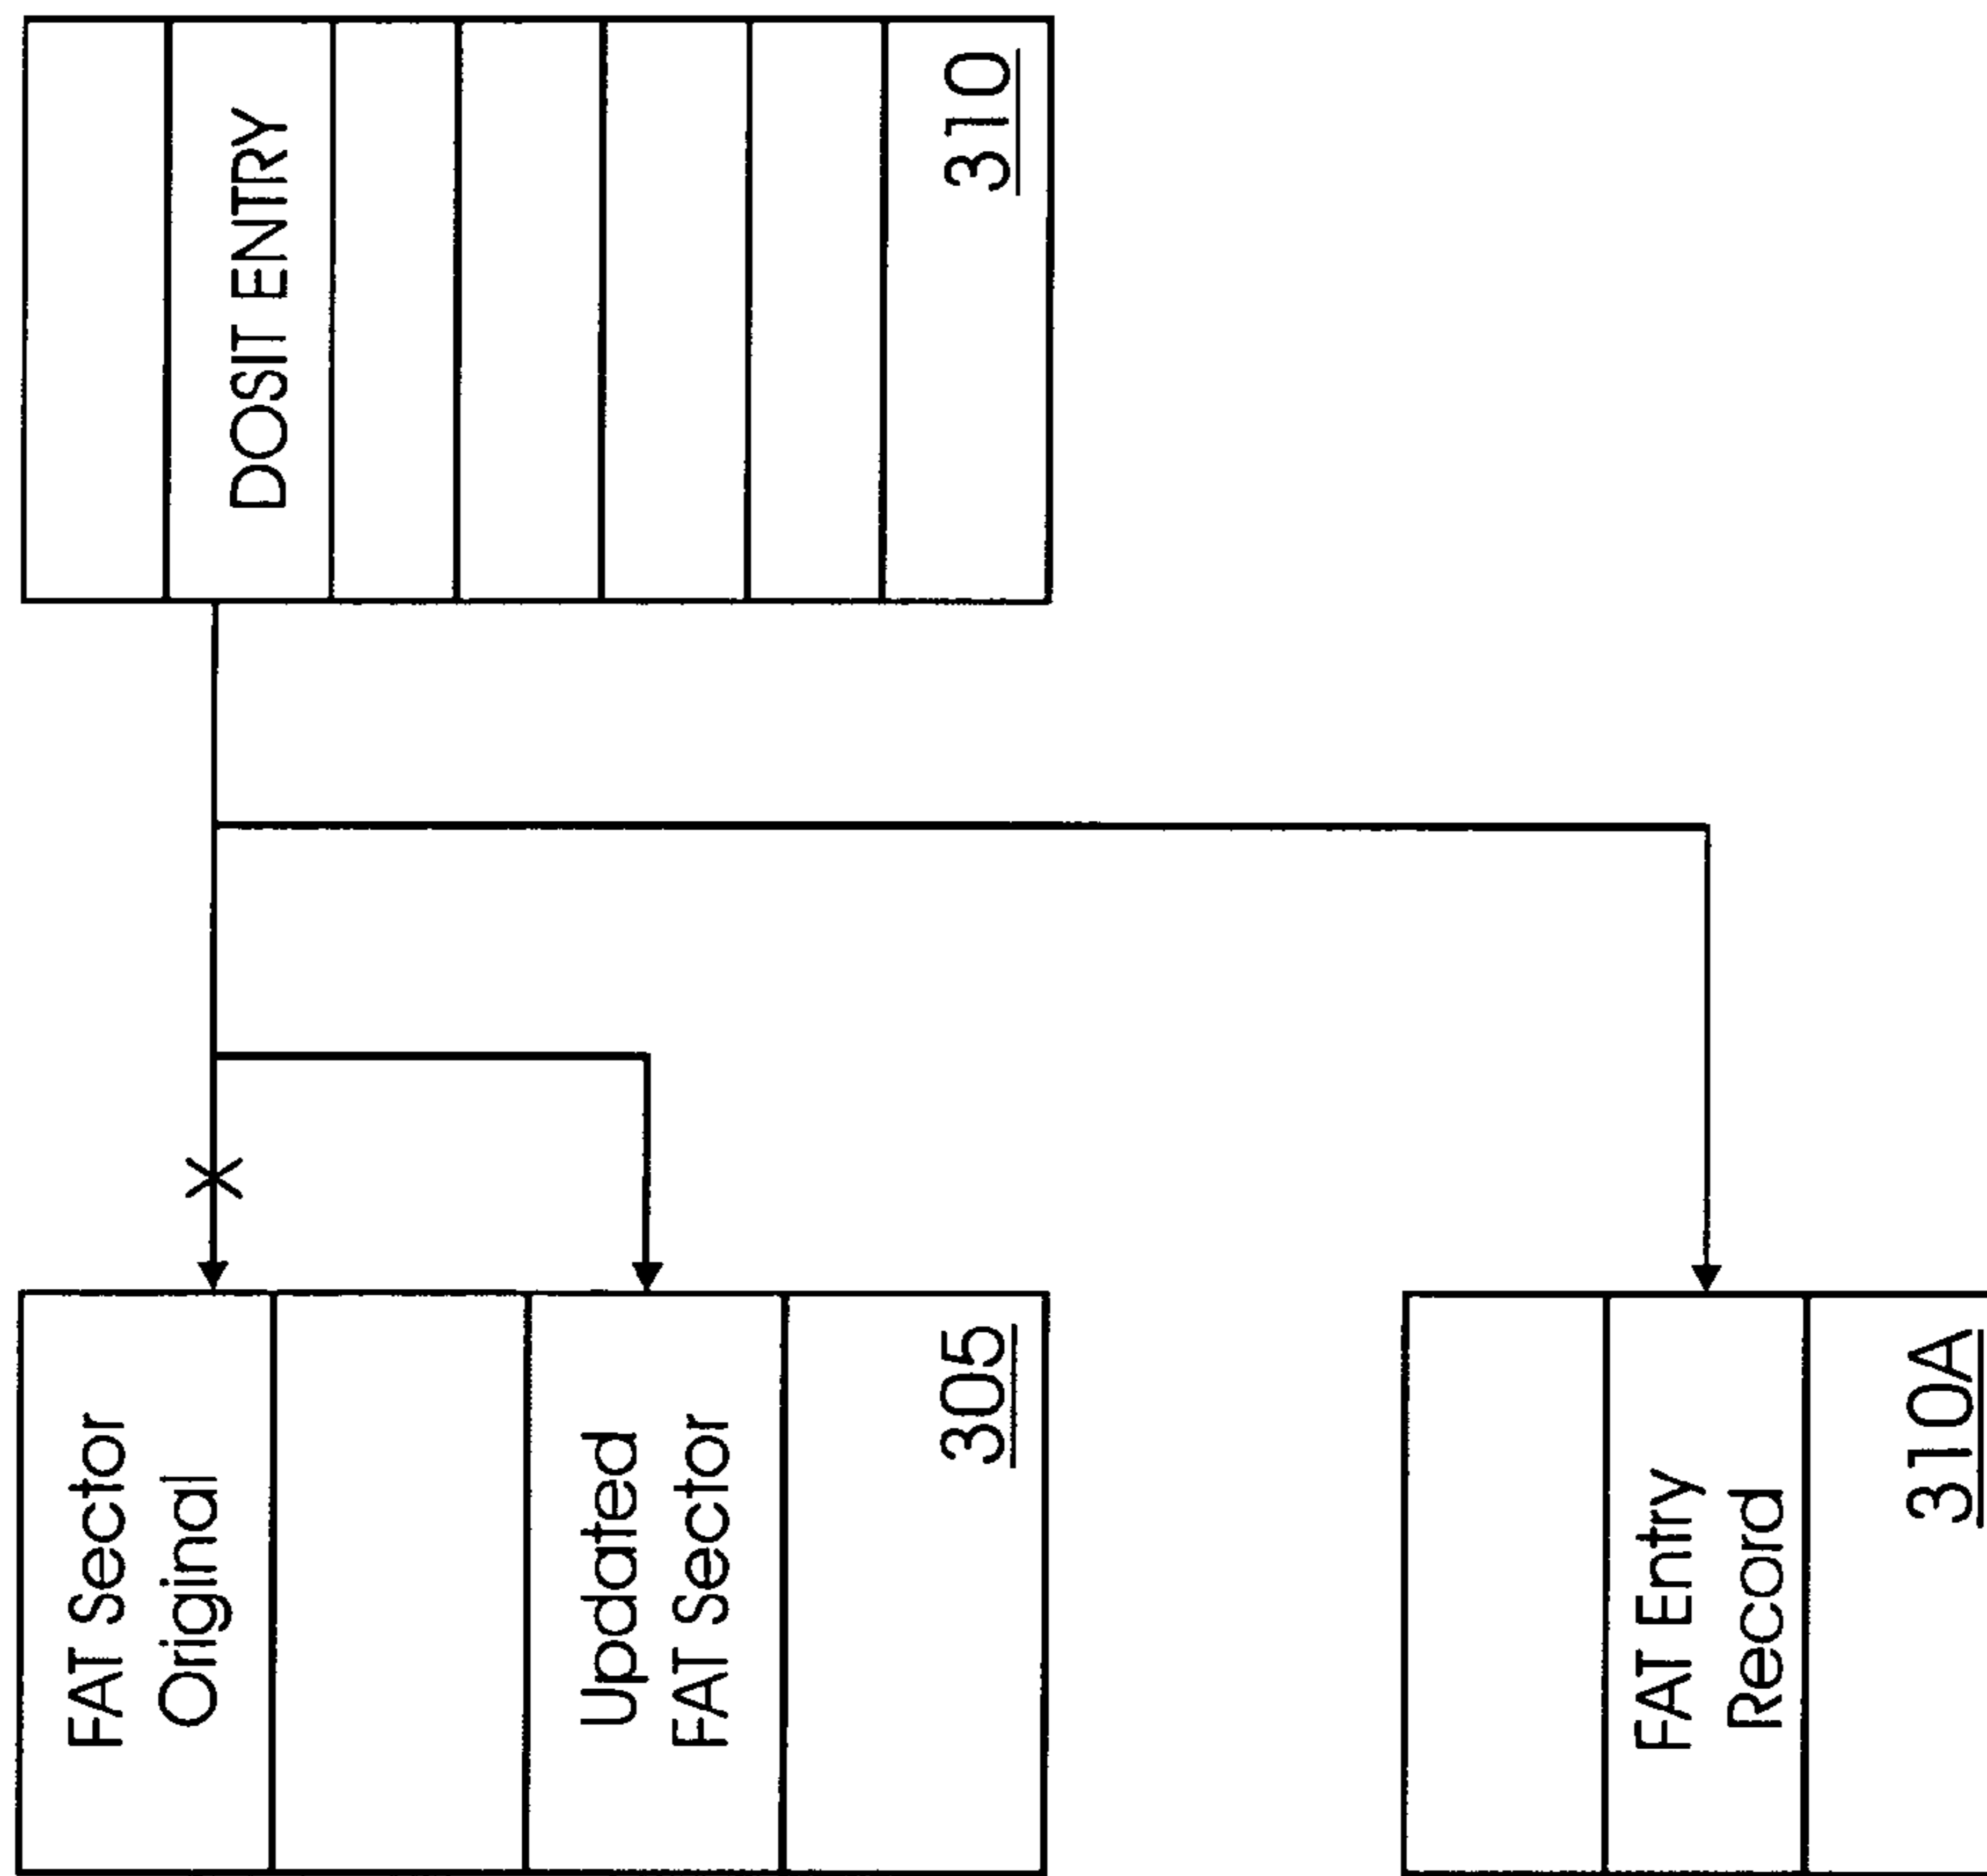 DOSIT ENTRY
310
FAT Sector
Original
Updated
FAT Sector
305
FAT Entry
Record
310A